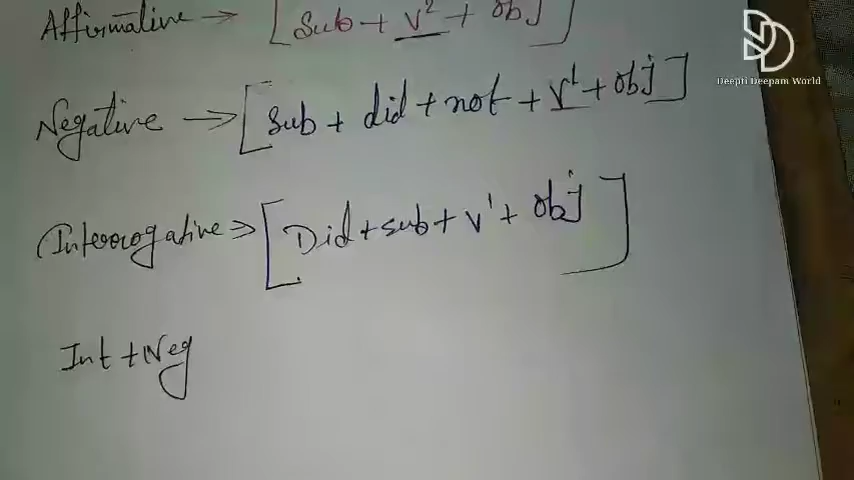 Affirmative → [Sub + V² + obj]
Deepti Deepam World
Negative → [Sub + did + not + V¹ + obj]
Interrogative → [Did + sub + V¹ + obj]
Int + Neg